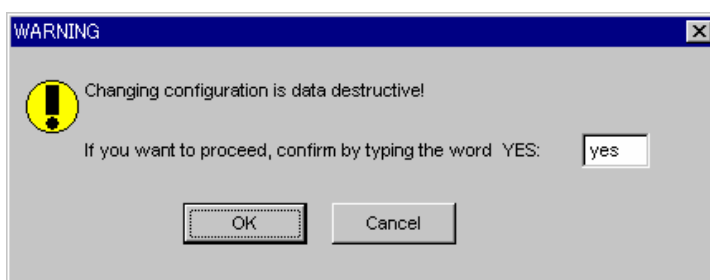 WARNING
Changing configuration is data destructive!
If you want to proceed, confirm by typing the word YES: yes
OK Cancel